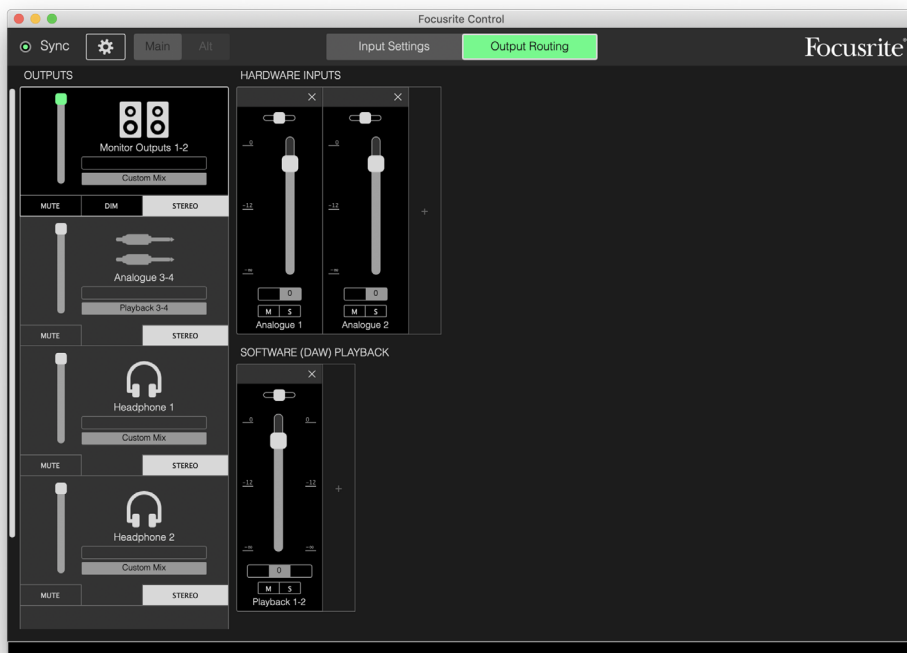 Focusrite Control
Sync
Main
Alt
Input Settings
Output Routing
Focusrite®
OUTPUTS
Monitor Outputs 1-2
Custom Mix
MUTE
DIM
STEREO
Analogue 3-4
Playback 3-4
MUTE
STEREO
Headphone 1
Custom Mix
MUTE
STEREO
Headphone 2
Custom Mix
MUTE
STEREO
HARDWARE INPUTS
0
-12
-∞
0
M S
Analogue 1
0
-12
-∞
0
M S
Analogue 2
+
SOFTWARE (DAW) PLAYBACK
0 0
-12 -12
-∞ -∞
0
M S
Playback 1-2
+